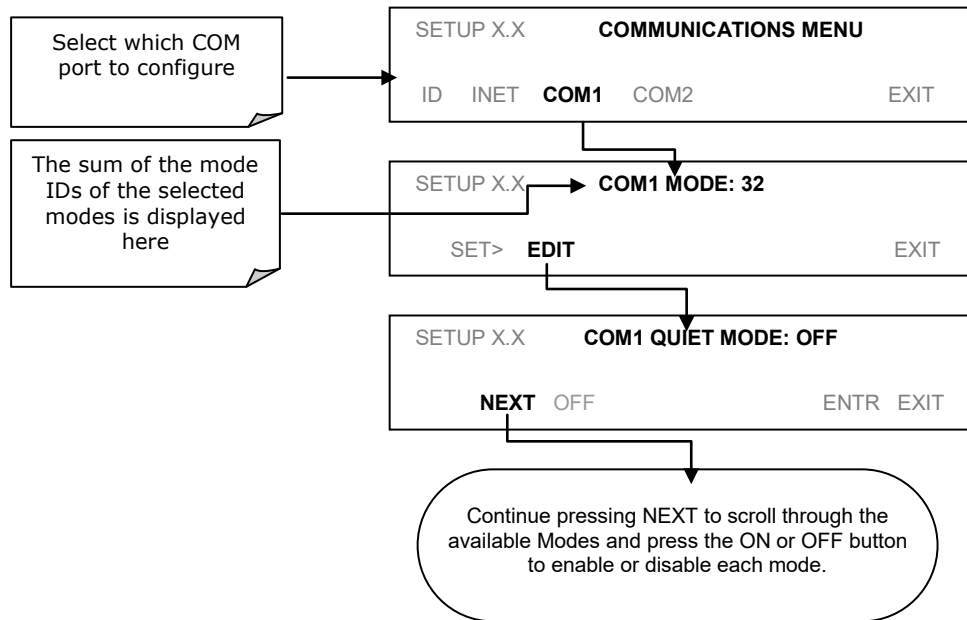 Select which COM
port to configure
SETUP X.X COMMUNICATIONS MENU
ID INET COM1 COM2 EXIT
The sum of the mode
IDs of the selected
modes is displayed
here
SETUP X.X COM1 MODE: 32
SET> EDIT EXIT
SETUP X.X COM1 QUIET MODE: OFF
NEXT OFF ENTR EXIT
Continue pressing NEXT to scroll through the
available Modes and press the ON or OFF button
to enable or disable each mode.